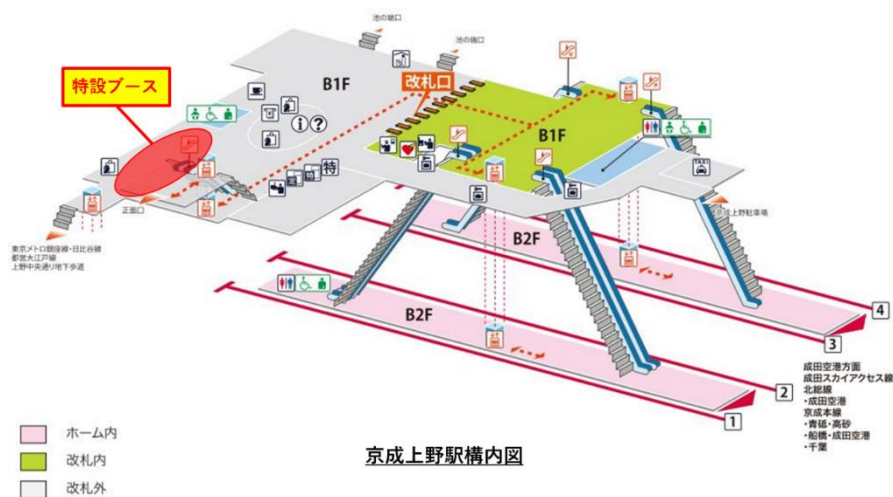 池の端口
池の端口
特設ブース
B1F
改札口
B1F
特
TAXI
正面口
京成上野駐車場
東京メトロ銀座線・日比谷線
都営大江戸線
上野中央通り地下歩道
B2F
B2F
4
3
2
1
成田空港方面
成田スカイアクセス線
北総線
・成田空港
京成本線
・青砥・高砂
・船橋・成田空港
・千葉
ホーム内
改札内
改札外
京成上野駅構内図